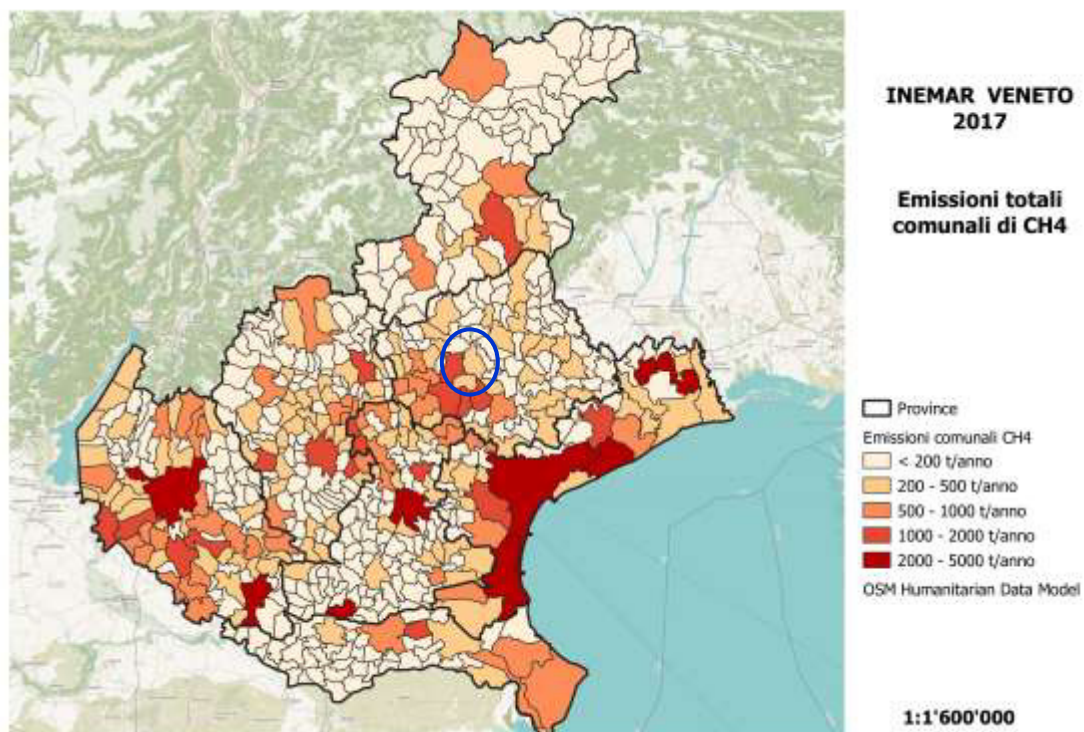 INEMAR VENETO
2017
Emissioni totali
comunali di CH4
Province
Emissioni comunali CH4
< 200 t/anno
200 - 500 t/anno
500 - 1000 t/anno
1000 - 2000 t/anno
2000 - 5000 t/anno
OSM Humanitarian Data Model
1:1'600'000